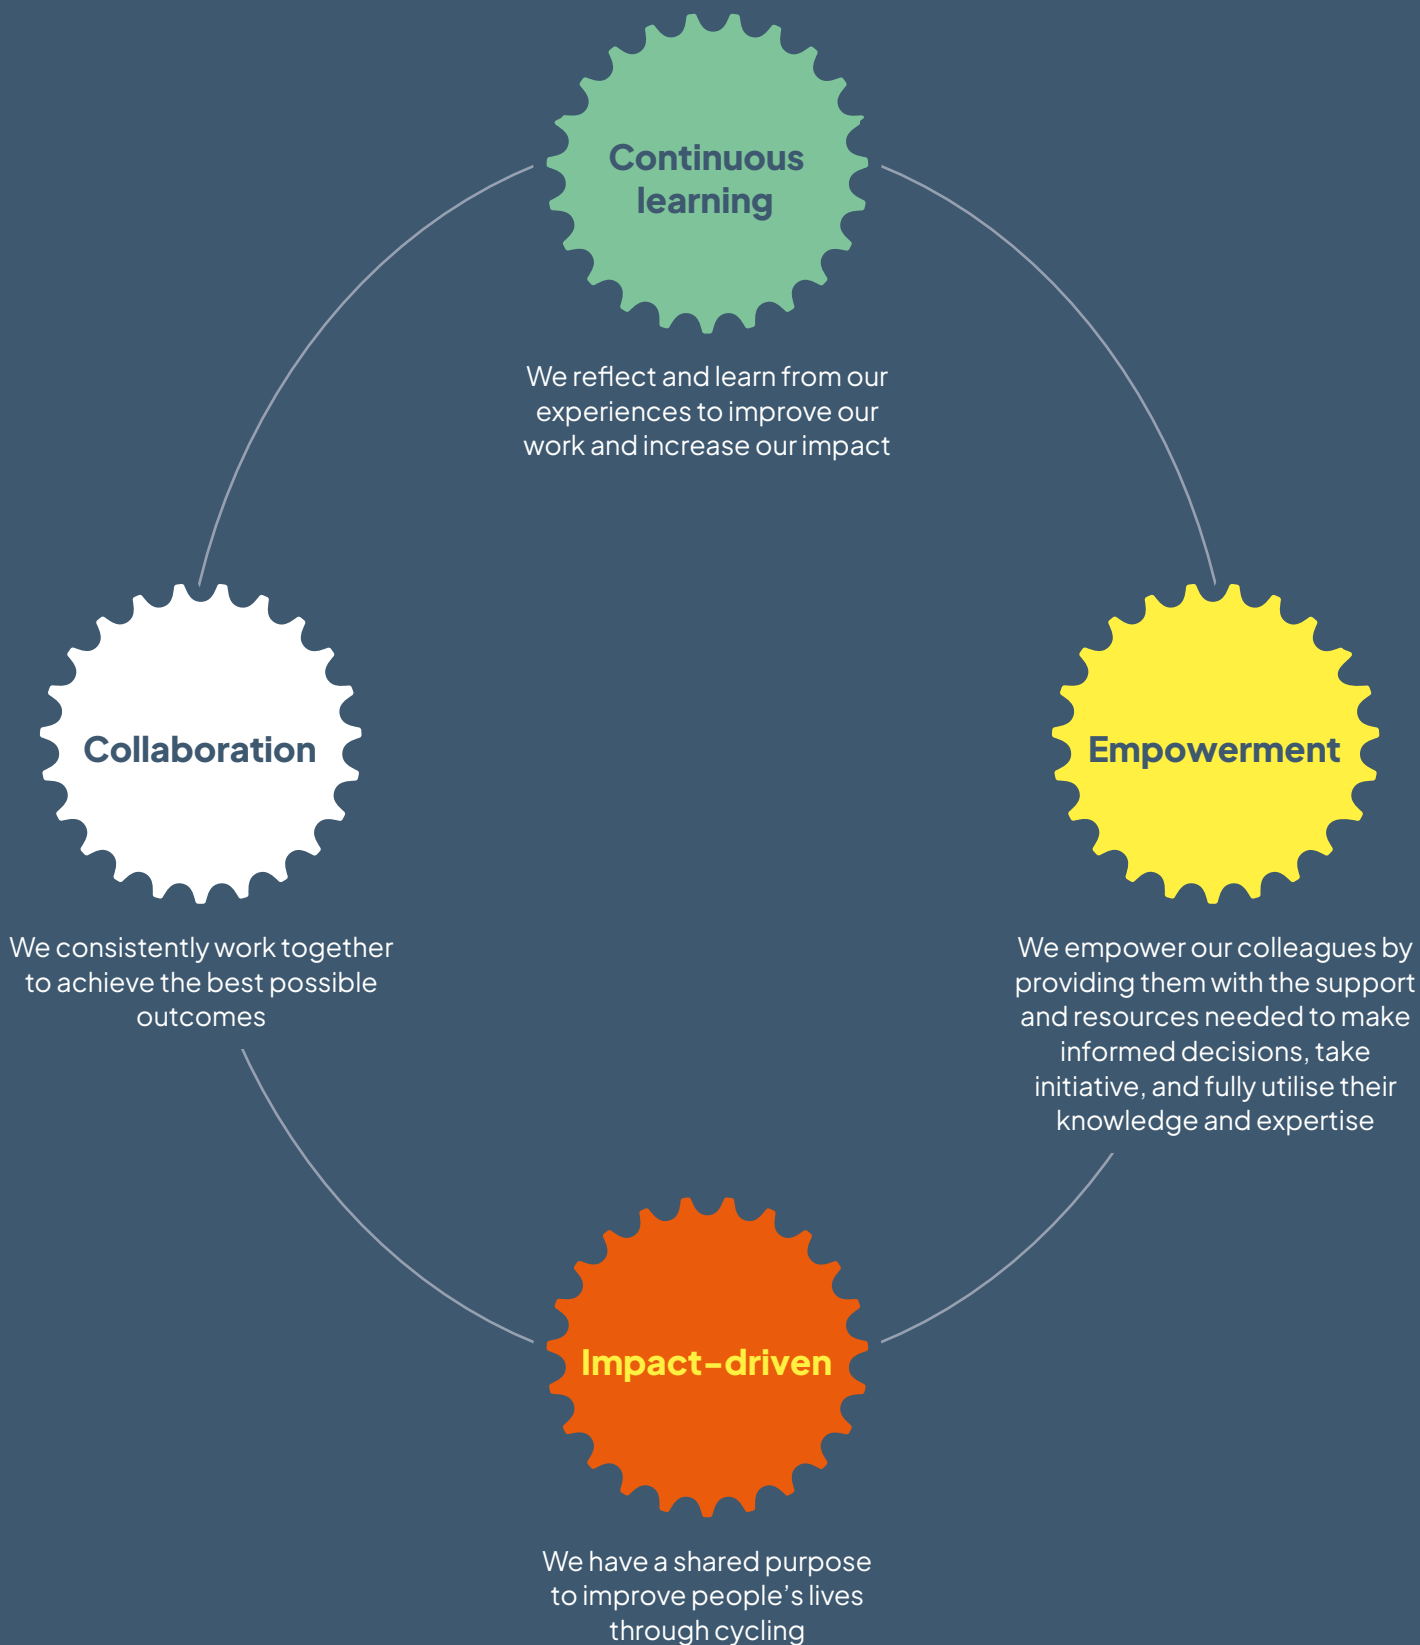 Continuous
learning
We reflect and learn from our
experiences to improve our
work and increase our impact
Collaboration
We consistently work together
to achieve the best possible
outcomes
Empowerment
We empower our colleagues by
providing them with the support
and resources needed to make
informed decisions, take
initiative, and fully utilise their
knowledge and expertise
Impact-driven
We have a shared purpose
to improve people’s lives
through cycling